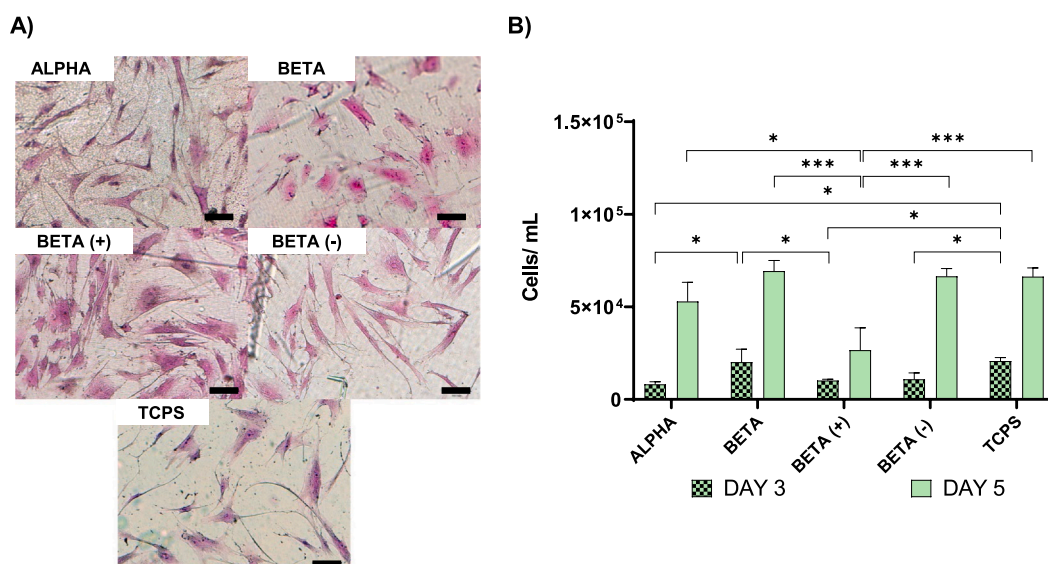 A)
B)
ALPHA
BETA
BETA (+)
BETA (-)
TCPS
Cells/ mL
1.5×10⁵
1×10⁵
5×10⁴
0
*
***
***
***
*
*
*
*
*
ALPHA
BETA
BETA (+)
BETA (-)
TCPS
DAY 3
DAY 5